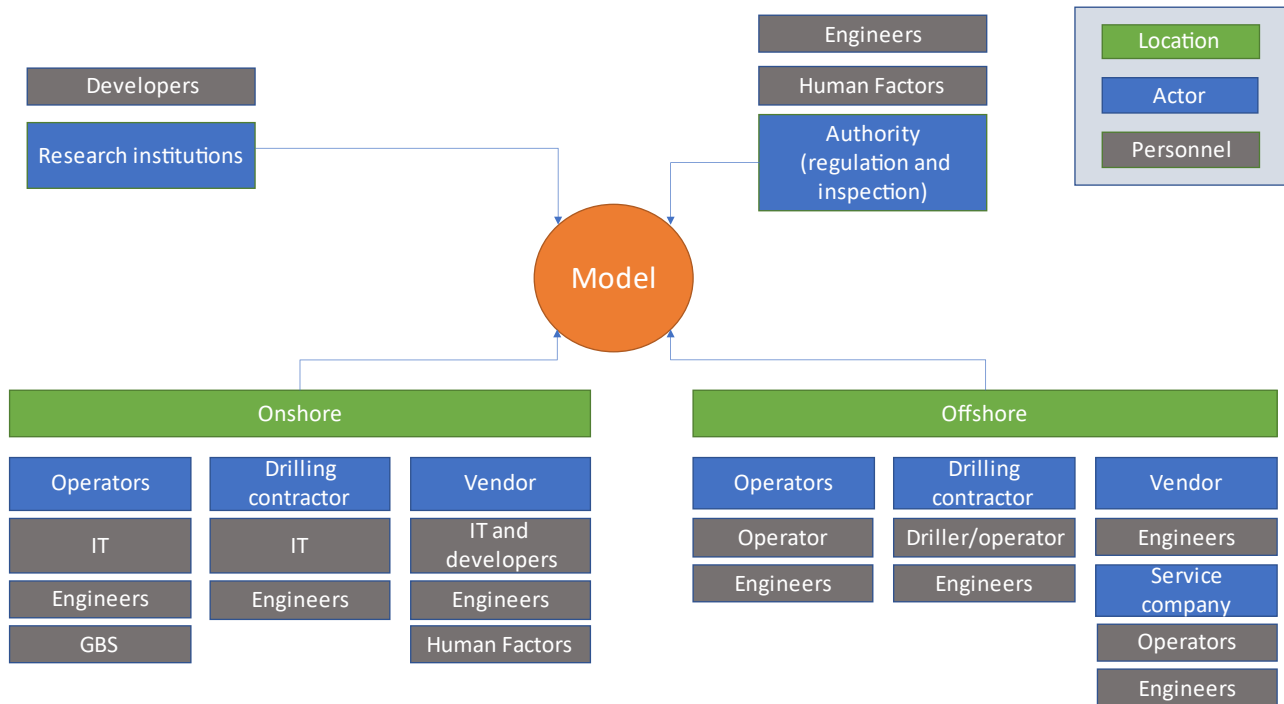 Developers
Research institutions
Engineers
Human Factors
Authority
(regulation and
inspection)
Location
Actor
Personnel
Model
Onshore
Operators
IT
Engineers
GBS
Drilling
contractor
IT
Engineers
Vendor
IT and
developers
Engineers
Human Factors
Offshore
Operators
Operator
Engineers
Drilling
contractor
Driller/operator
Engineers
Vendor
Engineers
Service
company
Operators
Engineers